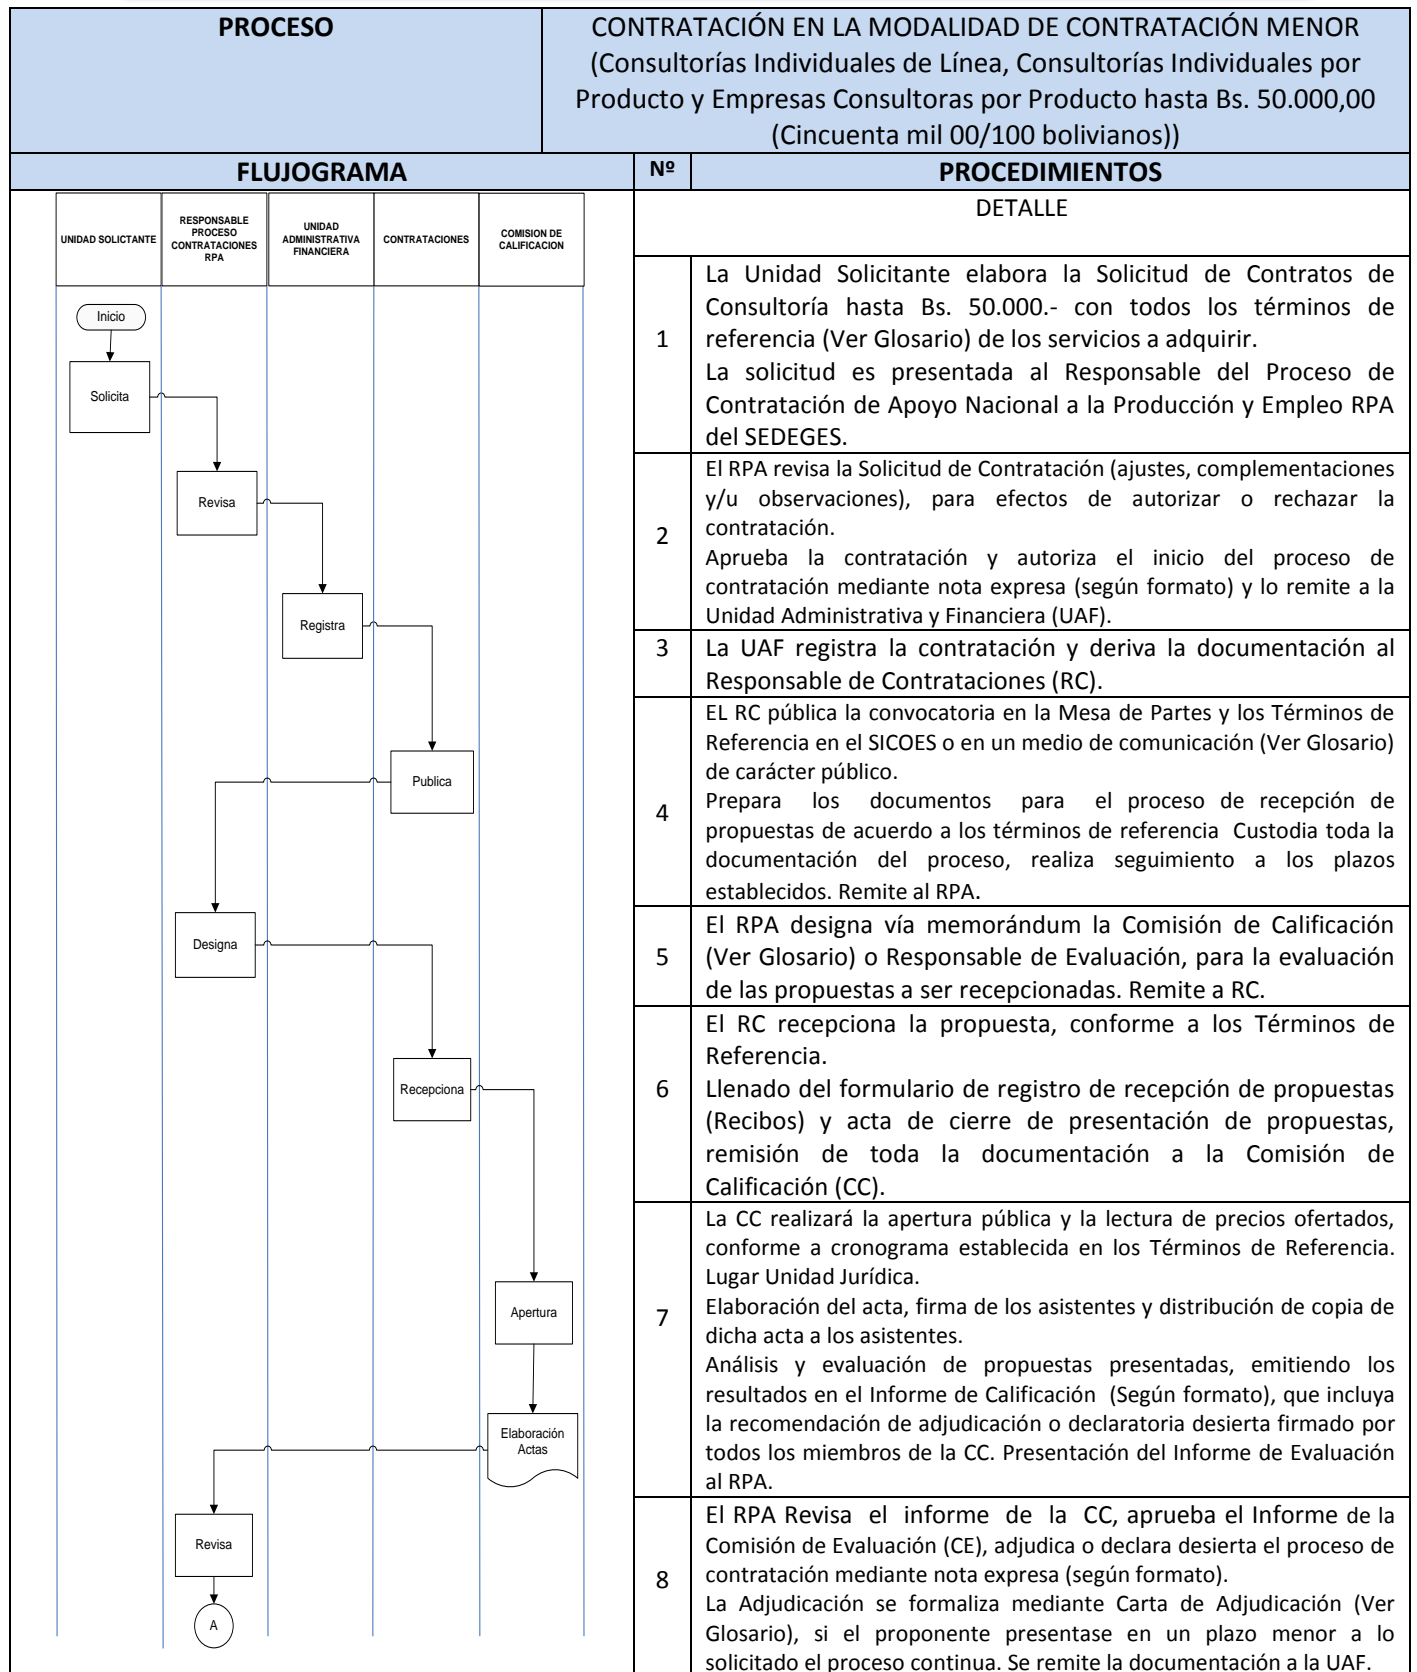 PROCESO
CONTRATACIÓN EN LA MODALIDAD DE CONTRATACIÓN MENOR
(Consultorías Individuales de Línea, Consultorías Individuales por
Producto y Empresas Consultoras por Producto hasta Bs. 50.000,00
(Cincuenta mil 00/100 bolivianos))
FLUJOGRAMA
Nº
PROCEDIMIENTOS
UNIDAD SOLICTANTE
RESPONSABLE
PROCESO
CONTRATACIONES
RPA
UNIDAD
ADMINISTRATIVA
FINANCIERA
CONTRATACIONES
COMISION DE
CALIFICACION
Inicio
Solicita
Revisa
Registra
Publica
Designa
Recepciona
Apertura
Elaboración
Actas
Revisa
A
DETALLE
1
La Unidad Solicitante elabora la Solicitud de Contratos de
Consultoría hasta Bs. 50.000.- con todos los términos de
referencia (Ver Glosario) de los servicios a adquirir.
La solicitud es presentada al Responsable del Proceso de
Contratación de Apoyo Nacional a la Producción y Empleo RPA
del SEDEGES.
2
El RPA revisa la Solicitud de Contratación (ajustes, complementaciones
y/u observaciones), para efectos de autorizar o rechazar la
contratación.
Aprueba la contratación y autoriza el inicio del proceso de
contratación mediante nota expresa (según formato) y lo remite a la
Unidad Administrativa y Financiera (UAF).
3
La UAF registra la contratación y deriva la documentación al
Responsable de Contrataciones (RC).
4
EL RC pública la convocatoria en la Mesa de Partes y los Términos de
Referencia en el SICOES o en un medio de comunicación (Ver Glosario)
de carácter público.
Prepara los documentos para el proceso de recepción de
propuestas de acuerdo a los términos de referencia Custodia toda la
documentación del proceso, realiza seguimiento a los plazos
establecidos. Remite al RPA.
5
El RPA designa vía memorándum la Comisión de Calificación
(Ver Glosario) o Responsable de Evaluación, para la evaluación
de las propuestas a ser recepcionadas. Remite a RC.
6
El RC recepciona la propuesta, conforme a los Términos de
Referencia.
Llenado del formulario de registro de recepción de propuestas
(Recibos) y acta de cierre de presentación de propuestas,
remisión de toda la documentación a la Comisión de
Calificación (CC).
7
La CC realizará la apertura pública y la lectura de precios ofertados,
conforme a cronograma establecida en los Términos de Referencia.
Lugar Unidad Jurídica.
Elaboración del acta, firma de los asistentes y distribución de copia de
dicha acta a los asistentes.
Análisis y evaluación de propuestas presentadas, emitiendo los
resultados en el Informe de Calificación (Según formato), que incluya
la recomendación de adjudicación o declaratoria desierta firmado por
todos los miembros de la CC. Presentación del Informe de Evaluación
al RPA.
8
El RPA Revisa el informe de la CC, aprueba el Informe de la
Comisión de Evaluación (CE), adjudica o declara desierta el proceso de
contratación mediante nota expresa (según formato).
La Adjudicación se formaliza mediante Carta de Adjudicación (Ver
Glosario), si el proponente presentase en un plazo menor a lo
solicitado el proceso continua. Se remite la documentación a la UAF.